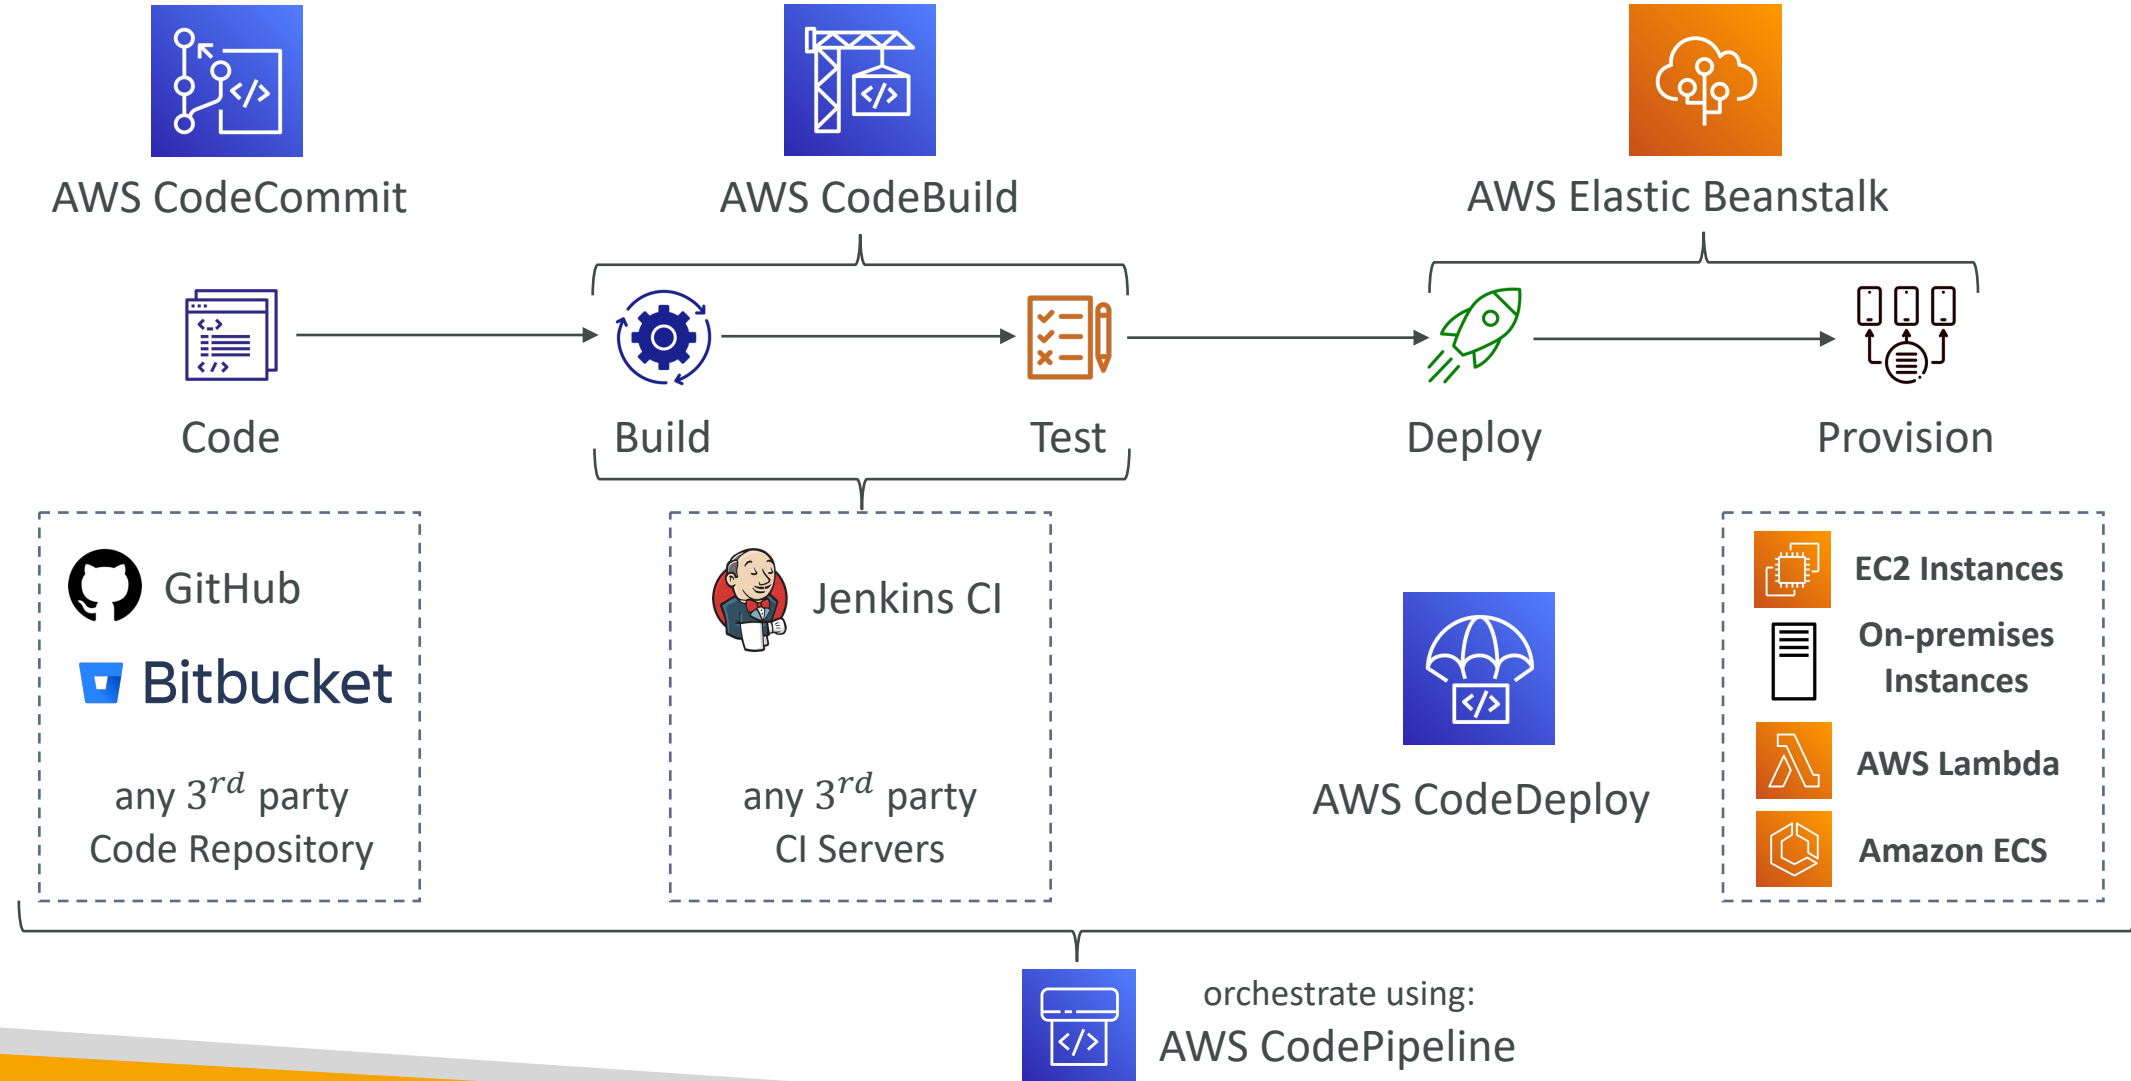 AWS CodeCommit
AWS CodeBuild
AWS Elastic Beanstalk
Code
Build
Test
Deploy
Provision
GitHub
Bitbucket
any 3rd party
Code Repository
Jenkins CI
any 3rd party
CI Servers
AWS CodeDeploy
EC2 Instances
On-premises
Instances
AWS Lambda
Amazon ECS
orchestrate using:
AWS CodePipeline